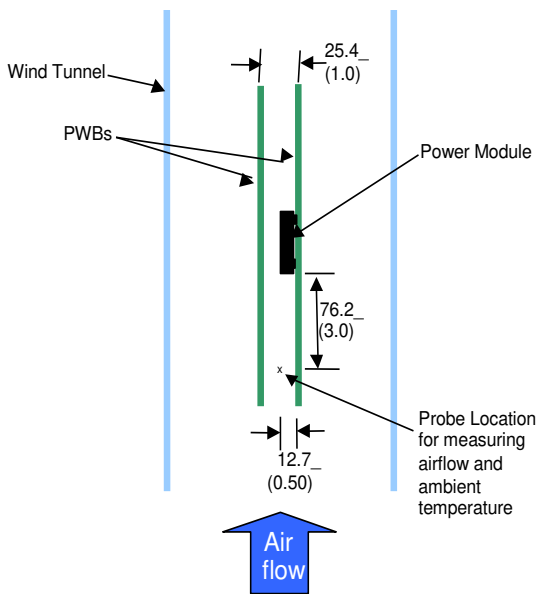 25.4_
(1.0)
Wind Tunnel
PWBs
Power Module
76.2_
(3.0)
x
Probe Location
for measuring
airflow and
ambient
temperature
12.7_
(0.50)
Air
flow